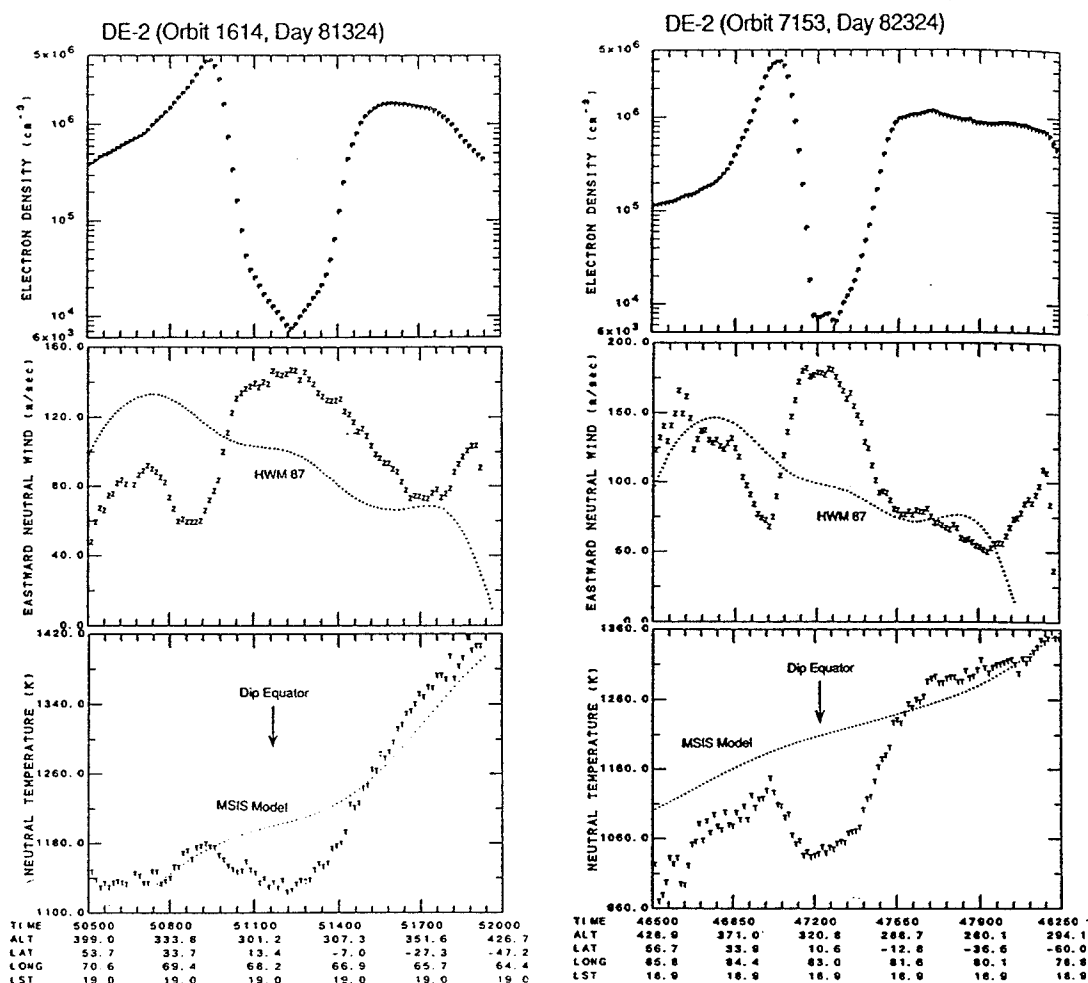 DE-2 (Orbit 1614, Day 81324)
5×10⁶
10⁶
10⁵
10⁴
6×10³
ELECTRON DENSITY (cm⁻³)
160.0
120.0
80.0
40.0
0.0
EASTWARD NEUTRAL WIND (m/sec)
HWM 87
1420.0
1340.0
1260.0
1180.0
1100.0
NEUTRAL TEMPERATURE (K)
Dip Equator
MSIS Model
TIME 50500 50800 51100 51400 51700 52000
ALT 399.0 333.8 301.2 307.3 351.6 426.7
LAT 53.7 33.7 13.4 -7.0 -27.3 -47.2
LONG 70.6 69.4 68.2 66.9 65.7 64.4
LST 19.0 19.0 19.0 19.0 19.0 19.0
DE-2 (Orbit 7153, Day 82324)
5×10⁶
10⁶
10⁵
10⁴
6×10³
ELECTRON DENSITY (cm⁻³)
200.0
150.0
100.0
50.0
0.0
EASTWARD NEUTRAL WIND (m/sec)
HWM 87
1360.0
1260.0
1160.0
1060.0
960.0
NEUTRAL TEMPERATURE (K)
Dip Equator
MSIS Model
TIME 46500 46850 47200 47550 47900 48250
ALT 426.9 371.0 320.8 288.7 280.1 294.1
LAT 56.7 33.9 10.6 -12.8 -36.5 -60.0
LONG 85.8 84.4 83.0 81.6 80.1 78.8
LST 18.9 18.9 18.9 18.9 18.9 18.9